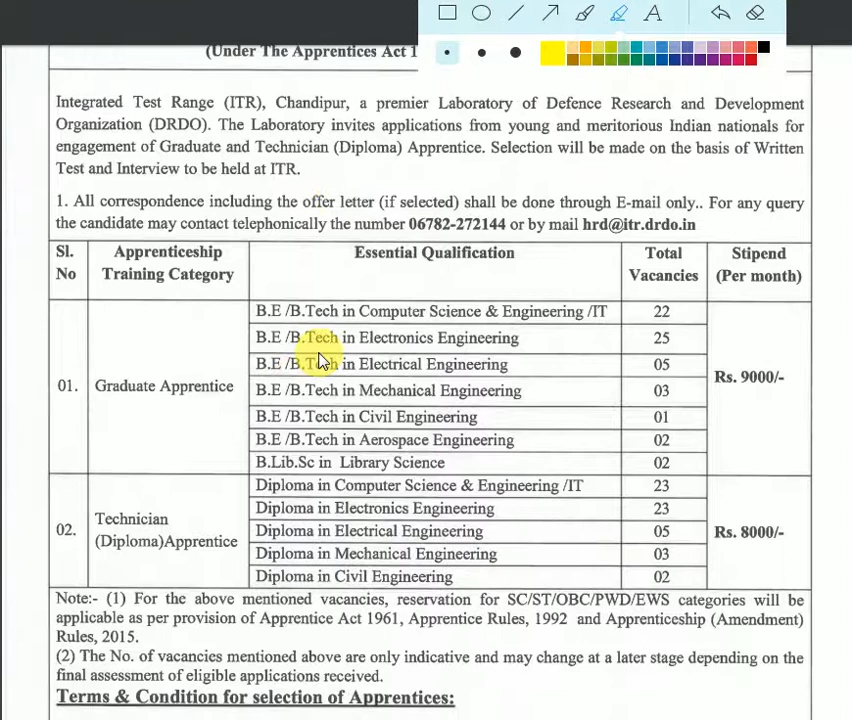 (Under The Apprentices Act 1
Integrated Test Range (ITR), Chandipur, a premier Laboratory of Defence Research and Development
Organization (DRDO). The Laboratory invites applications from young and meritorious Indian nationals for
engagement of Graduate and Technician (Diploma) Apprentice. Selection will be made on the basis of Written
Test and Interview to be held at ITR.
1. All correspondence including the offer letter (if selected) shall be done through E-mail only.. For any query
the candidate may contact telephonically the number 06782-272144 or by mail hrd@itr.drdo.in
Sl. No Apprenticeship Training Category Essential Qualification Total Vacancies Stipend (Per month)
01. Graduate Apprentice Rs. 9000/-
B.E /B.Tech in Computer Science & Engineering /IT 22
B.E /B.Tech in Electronics Engineering 25
B.E /B.Tech in Electrical Engineering 05
B.E /B.Tech in Mechanical Engineering 03
B.E /B.Tech in Civil Engineering 01
B.E /B.Tech in Aerospace Engineering 02
B.Lib.Sc in Library Science 02
02. Technician (Diploma)Apprentice Rs. 8000/-
Diploma in Computer Science & Engineering /IT 23
Diploma in Electronics Engineering 23
Diploma in Electrical Engineering 05
Diploma in Mechanical Engineering 03
Diploma in Civil Engineering 02
Note:- (1) For the above mentioned vacancies, reservation for SC/ST/OBC/PWD/EWS categories will be
applicable as per provision of Apprentice Act 1961, Apprentice Rules, 1992 and Apprenticeship (Amendment)
Rules, 2015.
(2) The No. of vacancies mentioned above are only indicative and may change at a later stage depending on the
final assessment of eligible applications received.
Terms & Condition for selection of Apprentices: